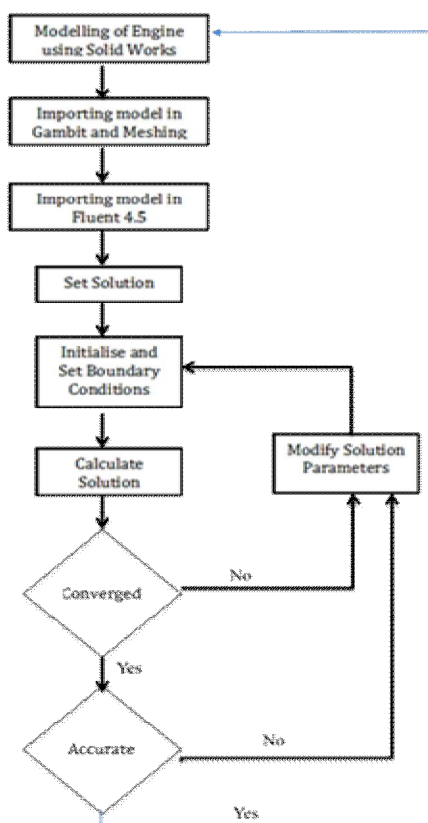 Modelling of Engine
using Solid Works
Importing model in
Gambit and Meshing
Importing model in
Fluent 4.5
Set Solution
Initialise and
Set Boundary
Conditions
Calculate
Solution
Modify Solution
Parameters
Converged
No
Yes
Accurate
No
Yes